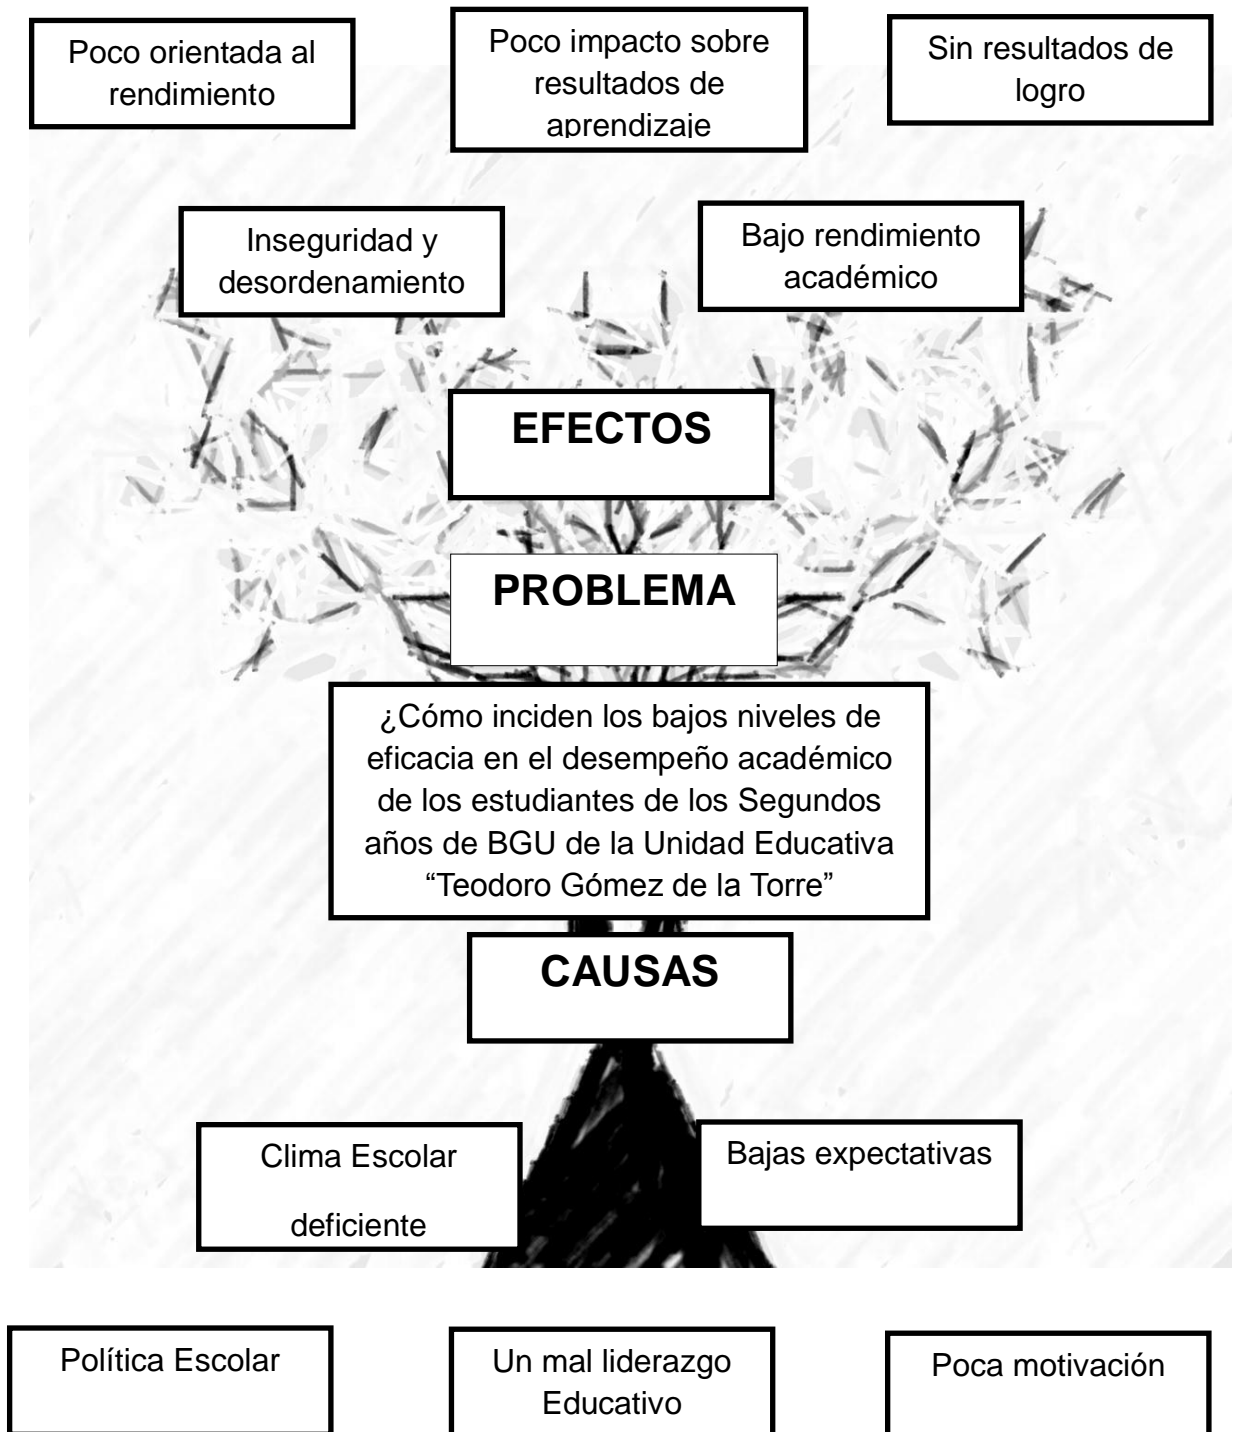 Poco orientada al
rendimiento
Poco impacto sobre
resultados de
aprendizaje
Sin resultados de
logro
Inseguridad y
desordenamiento
Bajo rendimiento
académico
EFECTOS
PROBLEMA
¿Cómo inciden los bajos niveles de
eficacia en el desempeño académico
de los estudiantes de los Segundos
años de BGU de la Unidad Educativa
“Teodoro Gómez de la Torre”
CAUSAS
Clima Escolar
deficiente
Bajas expectativas
Política Escolar
Un mal liderazgo
Educativo
Poca motivación